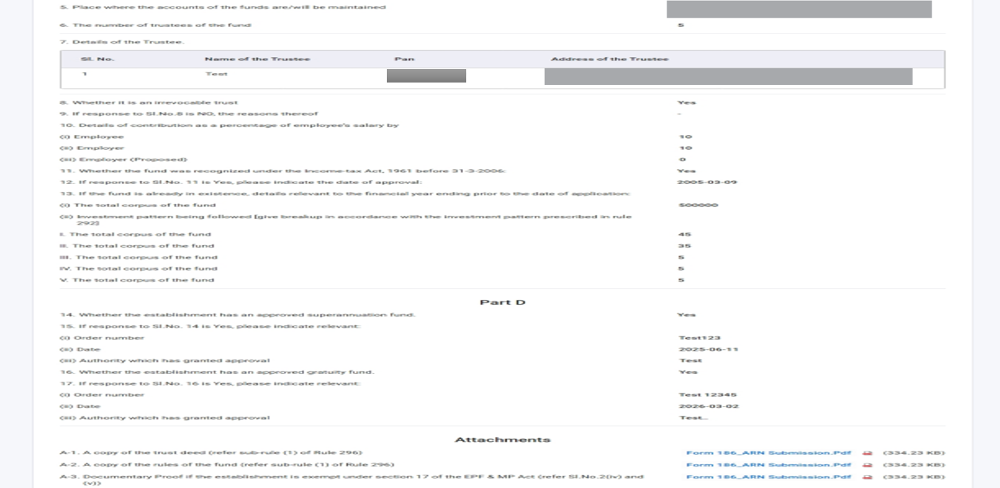 5. Place where the accounts of the funds are/will be maintained
6. The number of trustees of the fund 5
7. Details of the Trustee.
Sl. No. Name of the Trustee Pan Address of the Trustee
1 Test
8. Whether it is an irrevocable trust Yes
9. If response to Sl.No.8 is NO, the reasons thereof -
10. Details of contribution as a percentage of employee's salary by
(i) Employee 10
(ii) Employer 10
(iii) Employer (Proposed) 0
11. Whether the fund was recognized under the Income-tax Act, 1961 before 31-3-2006: Yes
12. If response to Sl.No. 11 is Yes, please indicate the date of approval: 2005-03-09
13. If the fund is already in existence, details relevant to the financial year ending prior to the date of application:
(i) The total corpus of the fund 500000
(ii) Investment pattern being followed [give breakup in accordance with the investment pattern prescribed in rule
292]
I. The total corpus of the fund 45
II. The total corpus of the fund 35
III. The total corpus of the fund 5
IV. The total corpus of the fund 5
V. The total corpus of the fund 5
Part D
14. Whether the establishment has an approved superannuation fund. Yes
15. If response to Sl.No. 14 is Yes, please indicate relevant:
(i) Order number Test123
(ii) Date 2025-06-11
(iii) Authority which has granted approval Test
16. Whether the establishment has an approved gratuity fund. Yes
17. If response to Sl.No. 16 is Yes, please indicate relevant:
(i) Order number Test 12345
(ii) Date 2026-03-02
(iii) Authority which has granted approval Test..
Attachments
A-1. A copy of the trust deed (refer sub-rule (1) of Rule 296) Form 186_ARN Submission.Pdf (334.23 KB)
A-2. A copy of the rules of the fund (refer sub-rule (1) of Rule 296) Form 186_ARN Submission.Pdf (334.23 KB)
A-3. Documentary Proof if the establishment is exempt under section 17 of the EPF & MP Act (refer Sl.No.2(iv) and Form 186_ARN Submission.Pdf (334.23 KB)
(v))